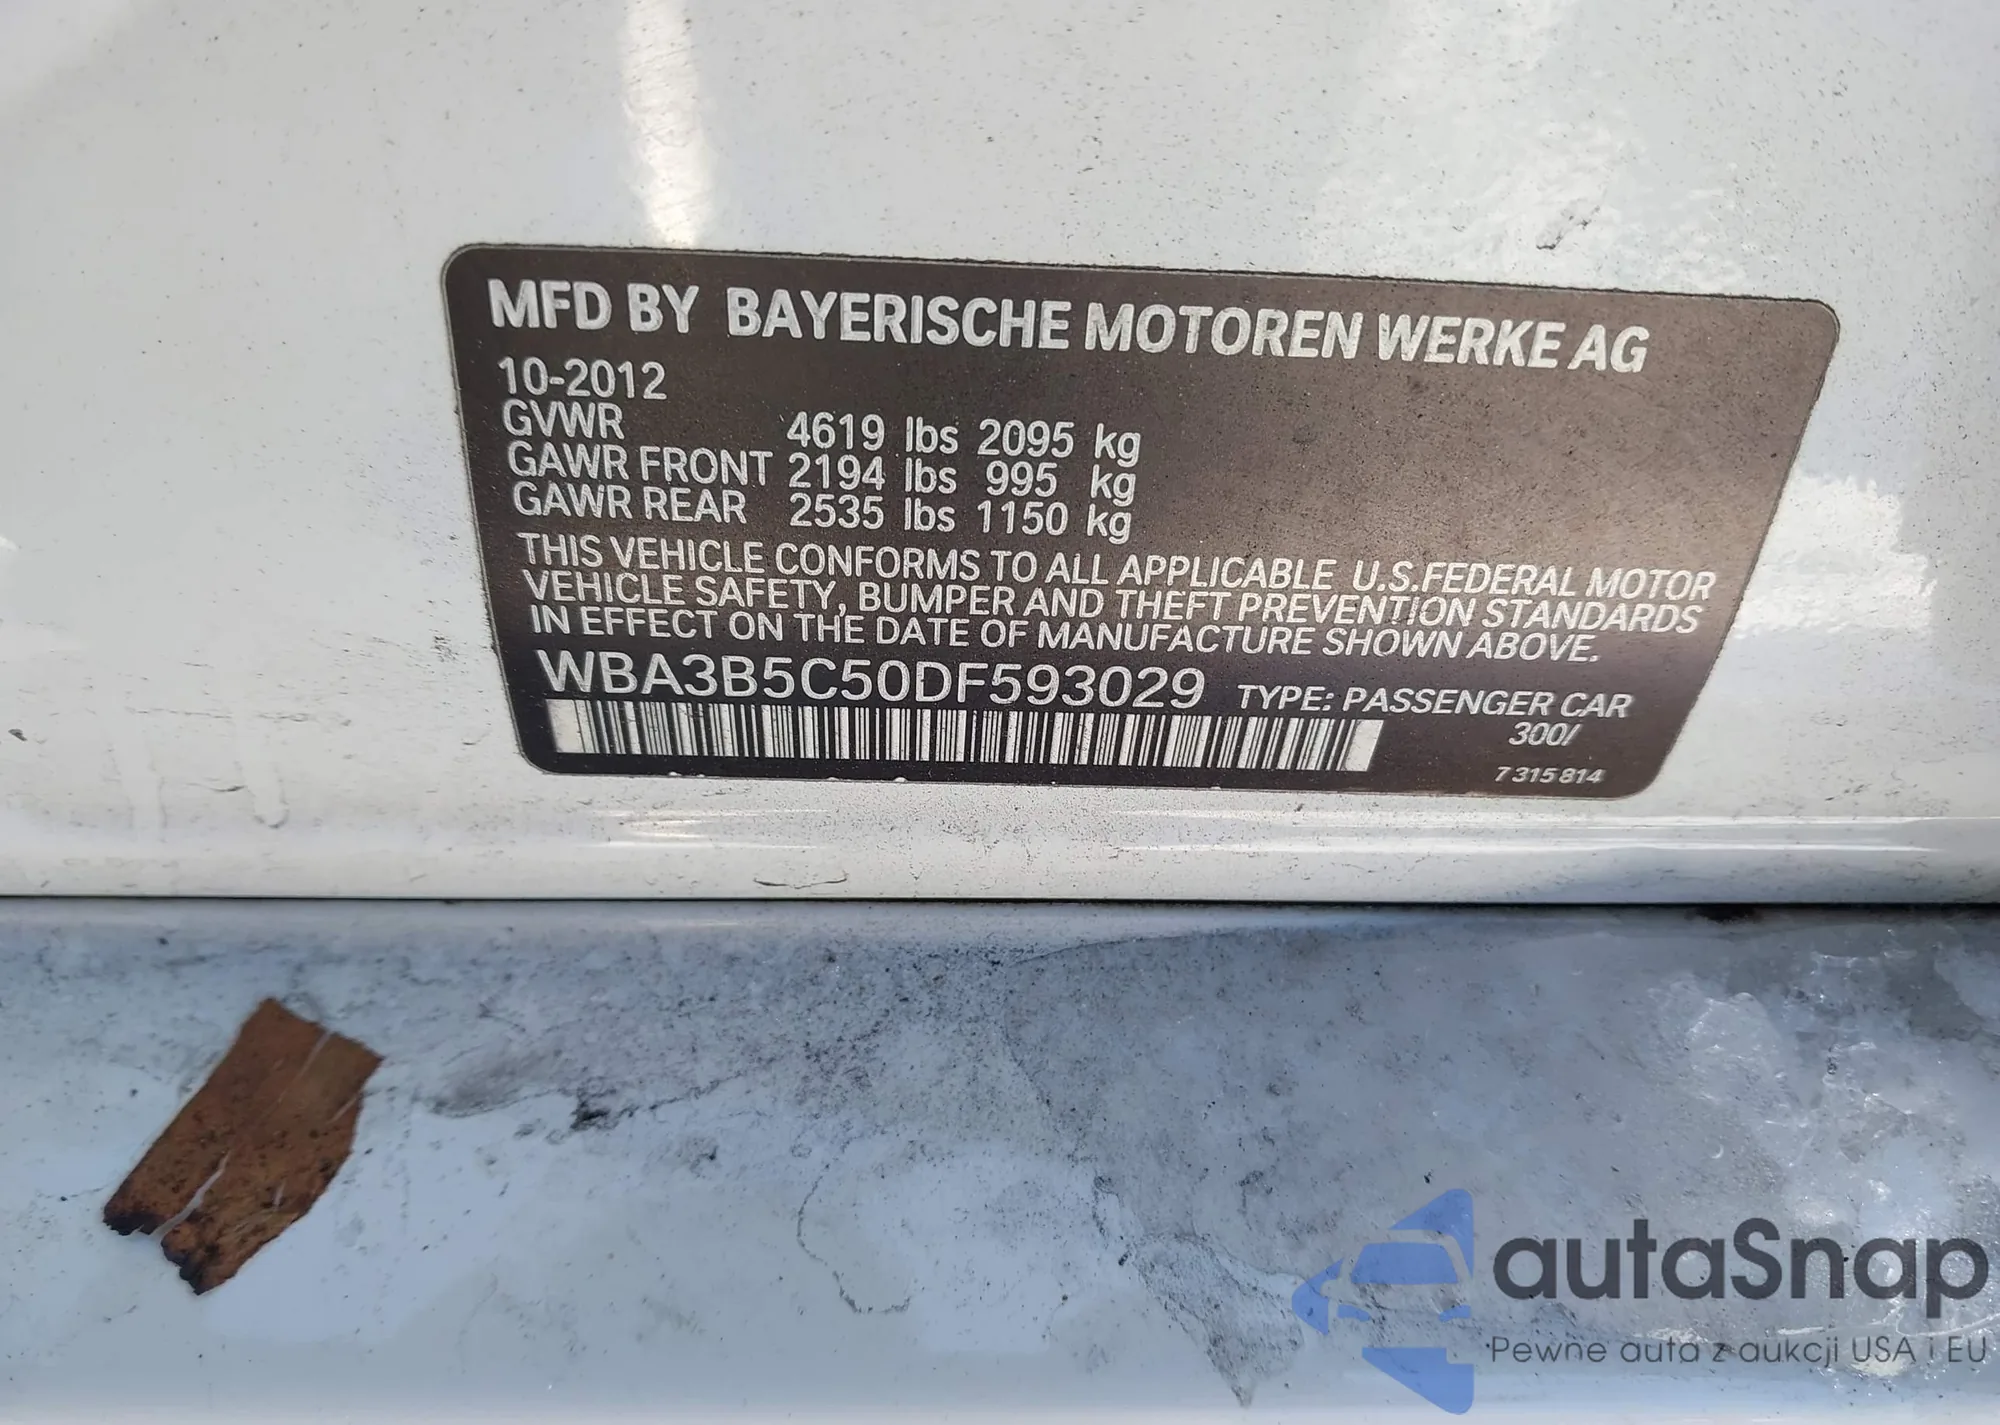 MFD BY BAYERISCHE MOTOREN WERKE AG
10-2012
GVWR 4619 lbs 2095 kg
GAWR FRONT 2194 lbs 995 kg
GAWR REAR 2535 lbs 1150 kg
THIS VEHICLE CONFORMS TO ALL APPLICABLE U.S.FEDERAL MOTOR
VEHICLE SAFETY, BUMPER AND THEFT PREVENTION STANDARDS
IN EFFECT ON THE DATE OF MANUFACTURE SHOWN ABOVE.
WBA3B5C50DF593029 TYPE: PASSENGER CAR
300/
7 315 814
autaSnap
Pewne auta z aukcji USA i EU